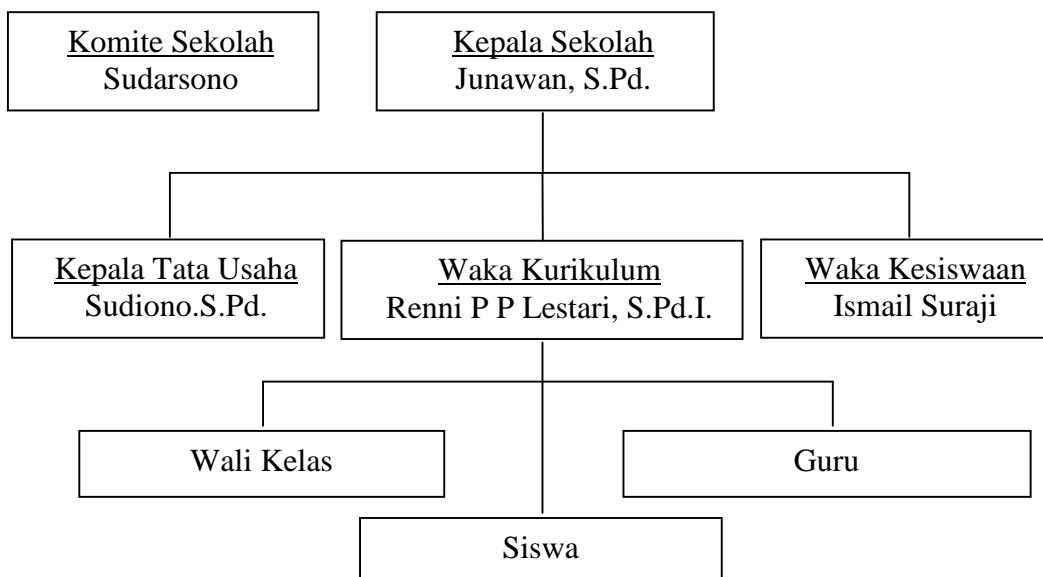 Komite Sekolah
Sudarsono
Kepala Sekolah
Junawan, S.Pd.
Kepala Tata Usaha
Sudiono.S.Pd.
Waka Kurikulum
Renni P P Lestari, S.Pd.I.
Waka Kesiswaan
Ismail Suraji
Wali Kelas
Guru
Siswa